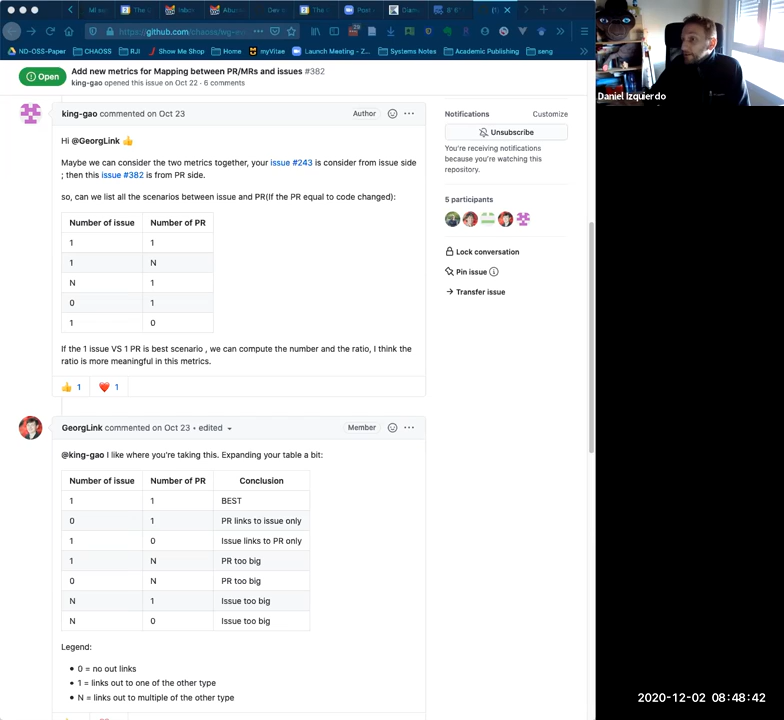 https://github.com/chaoss/wg-e
NO-OSS-Paper CHAOSS RJI Show Me Shop Home myVitae Launch Meeting - Z... Systems Notes Academic Publishing seng
Open
Add new metrics for Mapping between PR/MRs and issues #382
king-gao opened this issue on Oct 22 · 6 comments
king-gao commented on Oct 23
Author
Hi @GeorgLink 👍
Maybe we can consider the two metrics together, your issue #243 is consider from issue side
; then this issue #382 is from PR side.
so, can we list all the scenarios between issue and PR(If the PR equal to code changed):
Number of issue Number of PR
1 1
1 N
N 1
0 1
1 0
If the 1 issue VS 1 PR is best scenario , we can compute the number and the ratio, I think the
ratio is more meaningful in this metrics.
👍 1 ❤️ 1
GeorgLink commented on Oct 23 • edited
Member
@king-gao I like where you're taking this. Expanding your table a bit:
Number of issue Number of PR Conclusion
1 1 BEST
0 1 PR links to issue only
1 0 Issue links to PR only
1 N PR too big
0 N PR too big
N 1 Issue too big
N 0 Issue too big
Legend:
• 0 = no out links
• 1 = links out to one of the other type
• N = links out to multiple of the other type
Notifications Customize
Unsubscribe
You're receiving notifications
because you're watching this
repository.
5 participants
Lock conversation
Pin issue
Transfer issue
Daniel Izquierdo
2020-12-02 08:48:42